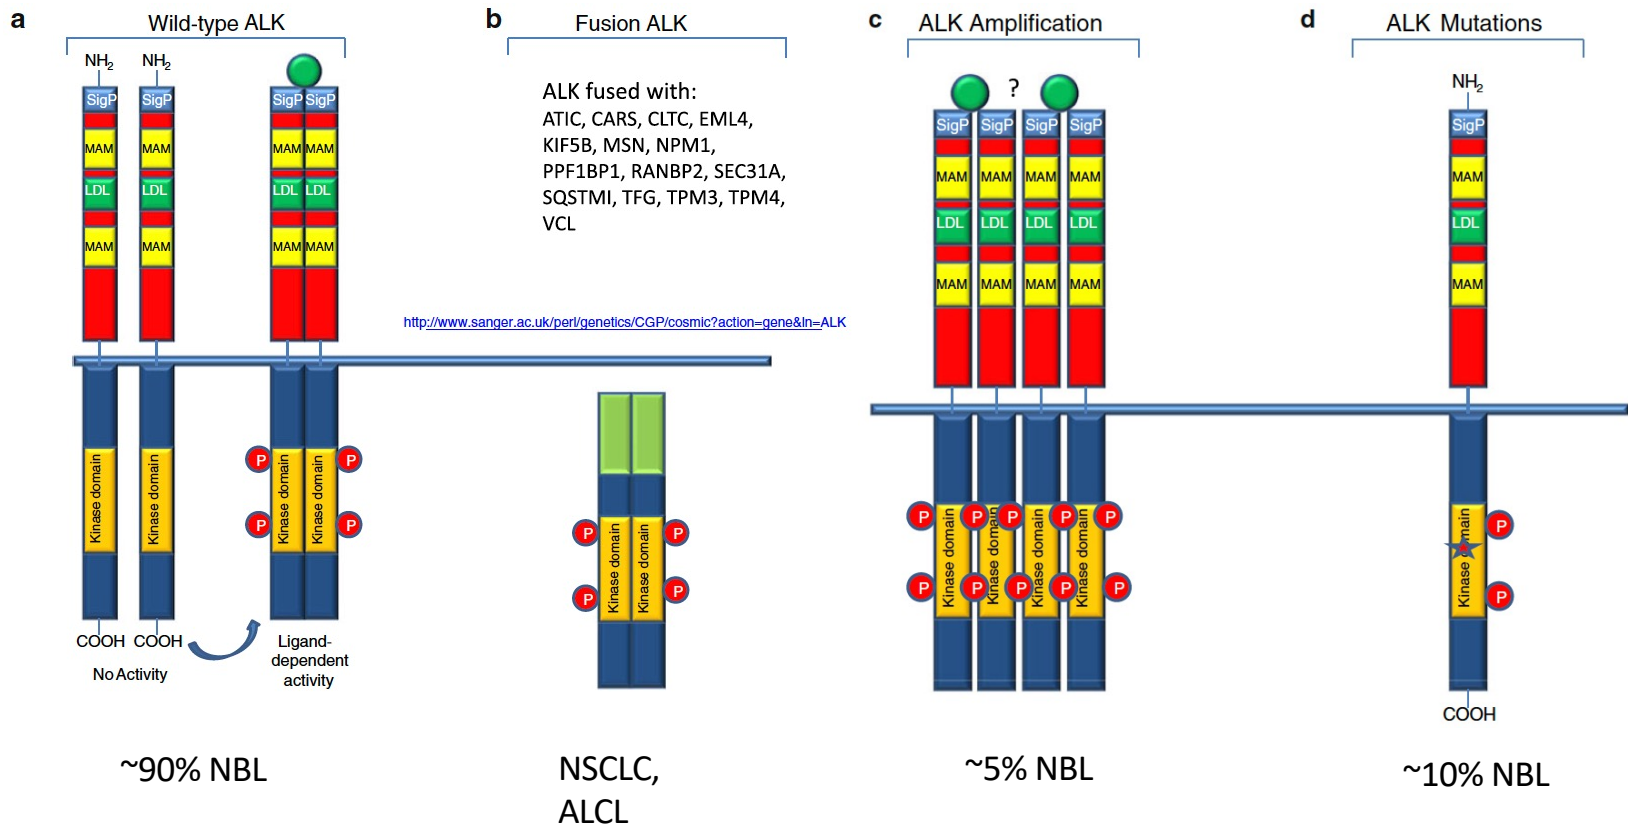 a
Wild-type ALK
NH2
NH2
SigP
SigP
SigP
SigP
MAM
MAM
MAM
MAM
LDL
LDL
LDL
LDL
MAM
MAM
MAM
MAM
Kinase domain
Kinase domain
Kinase domain
Kinase domain
P
P
P
P
COOH
COOH
No Activity
Ligand-
dependent
activity
~90% NBL
b
Fusion ALK
ALK fused with:
ATIC, CARS, CLTC, EML4,
KIF5B, MSN, NPM1,
PPF1BP1, RANBP2, SEC31A,
SQSTMI, TFG, TPM3, TPM4,
VCL
http://www.sanger.ac.uk/perl/genetics/CGP/cosmic?action=gene&ln=ALK
P
P
P
P
Kinase domain
Kinase domain
NSCLC,
ALCL
c
ALK Amplification
?
SigP
SigP
SigP
SigP
MAM
MAM
MAM
MAM
LDL
LDL
LDL
LDL
MAM
MAM
MAM
MAM
P
P
P
P
P
Kinase domain
Kinase domain
Kinase domain
Kinase domain
P
P
P
P
P
~5% NBL
d
ALK Mutations
NH2
SigP
MAM
LDL
MAM
Kinase domain
P
P
COOH
~10% NBL